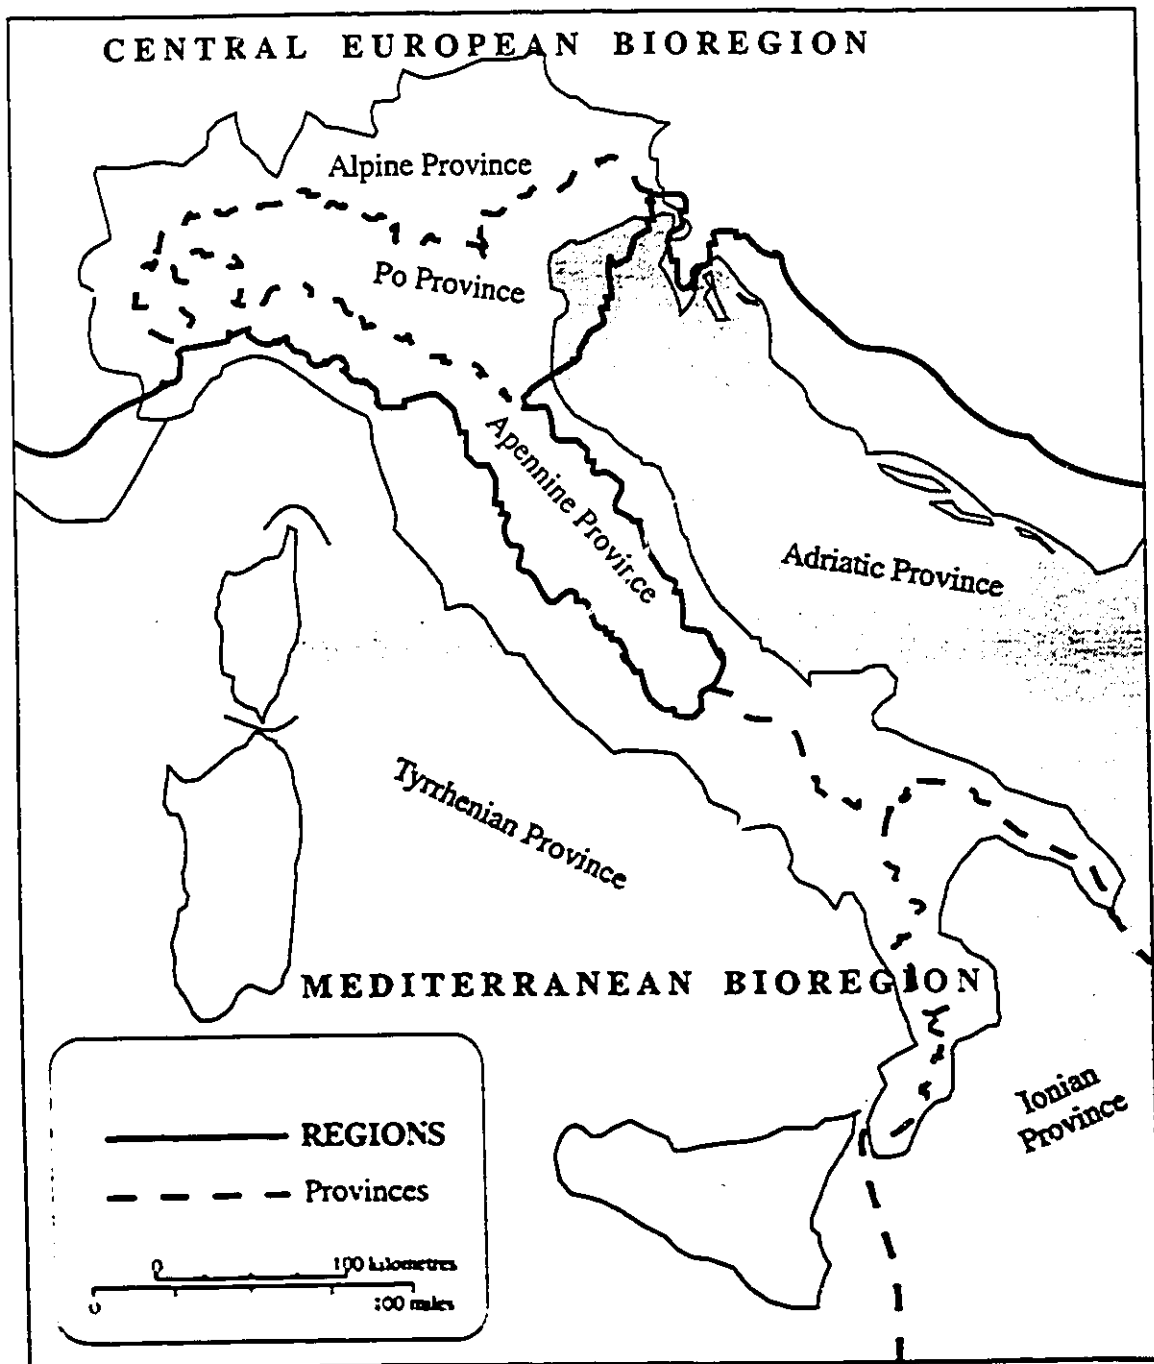 CENTRAL EUROPEAN BIOREGION
Alpine Province
Po Province
Apennine Province
Adriatic Province
Tyrrhenian Province
MEDITERRANEAN BIOREGION
Ionian
Province
REGIONS
Provinces
0 100 kilometres
0 100 miles